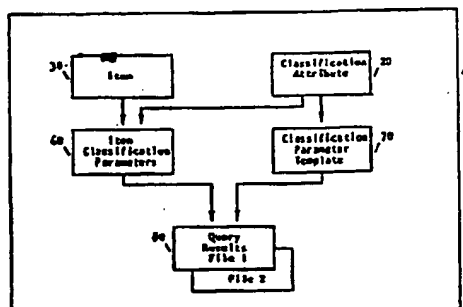 30
Item
Classification
Attribute
20
60
Item
Classification
Parameters
Classification
Parameter
Template
70
80
Query
Results
File 1
File 2